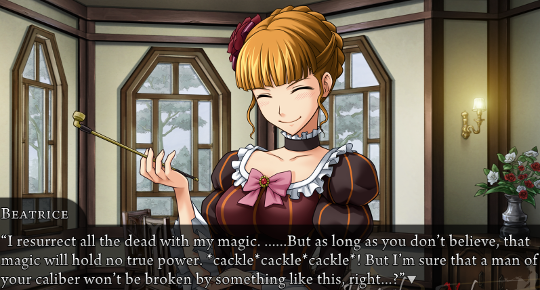 Beatrice
“I resurrect all the dead with my magic. ......But as long as you don't believe, that
magic will hold no true power. *cackle*cackle*cackle*! But I'm sure that a man of
your caliber won't be broken by something like this, right...?”▼